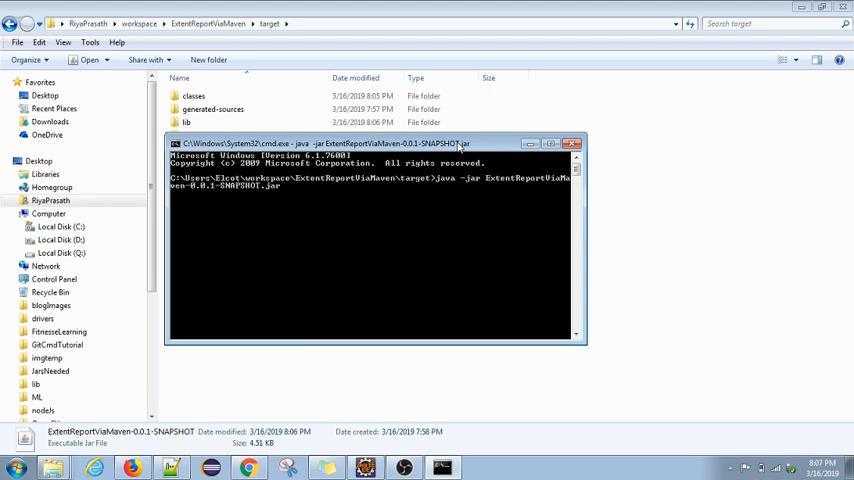 RiyaPrasath
workspace
ExtentReportViaMaven
target
Search target
File Edit View Tools Help
Organize Open Share with New folder
Name Date modified Type Size
classes 3/16/2019 8:05 PM File folder
generated-sources 3/16/2019 7:57 PM File folder
lib 3/16/2019 8:06 PM File folder
Favorites
Desktop
Recent Places
Downloads
OneDrive
Desktop
Libraries
Homegroup
RiyaPrasath
Computer
Local Disk (C:)
Local Disk (D:)
Local Disk (Q:)
Network
Control Panel
Recycle Bin
blogImages
drivers
FitnesseLearning
GitCmdTutorial
imgtemp
JarsNeeded
lib
ML
nodeJs
C:\Windows\System32\cmd.exe - java -jar ExtentReportViaMaven-0.0.1-SNAPSHOT.jar
Microsoft Windows [Version 6.1.7600]
Copyright (c) 2009 Microsoft Corporation. All rights reserved.
C:\Users\Elcot\workspace\ExtentReportViaMaven\target>java -jar ExtentReportViaMa
ven-0.0.1-SNAPSHOT.jar
ExtentReportViaMaven-0.0.1-SNAPSHOT Date modified: 3/16/2019 8:06 PM Date created: 3/16/2019 7:58 PM
Executable Jar File Size: 4.51 KB
8:07 PM
3/16/2019